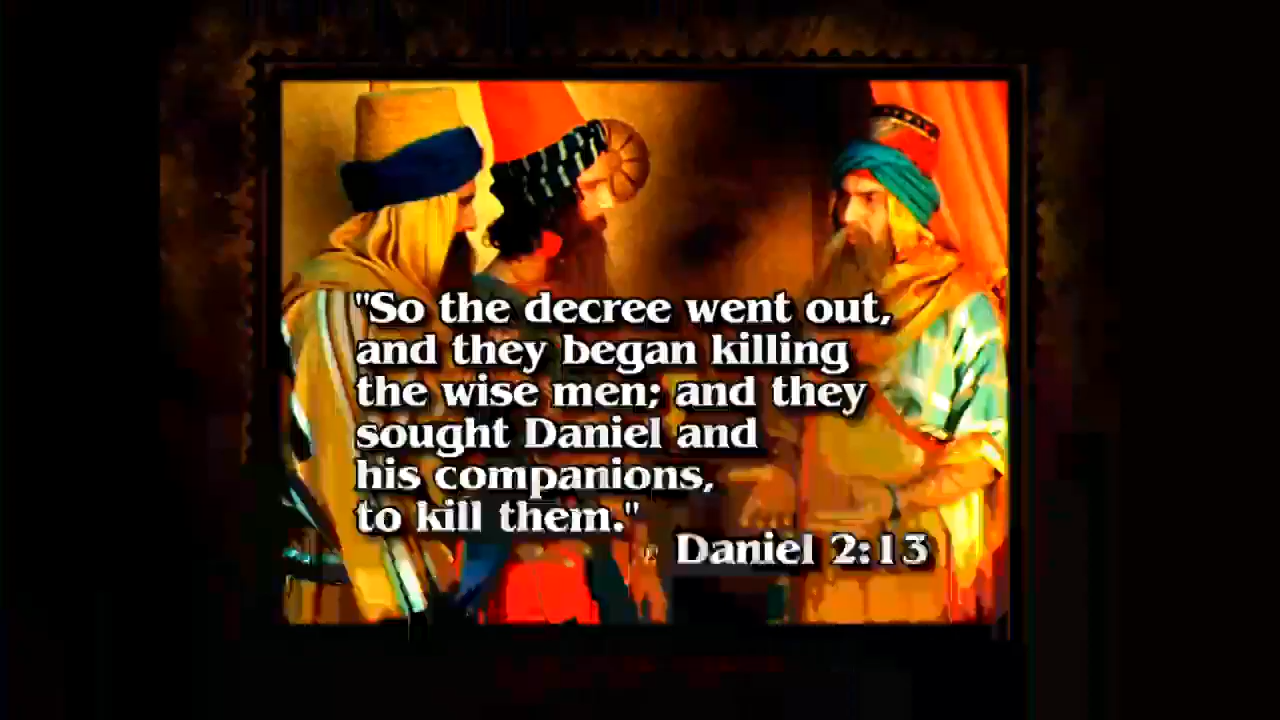 "So the decree went out,
and they began killing
the wise men; and they
sought Daniel and
his companions,
to kill them."
Daniel 2:13